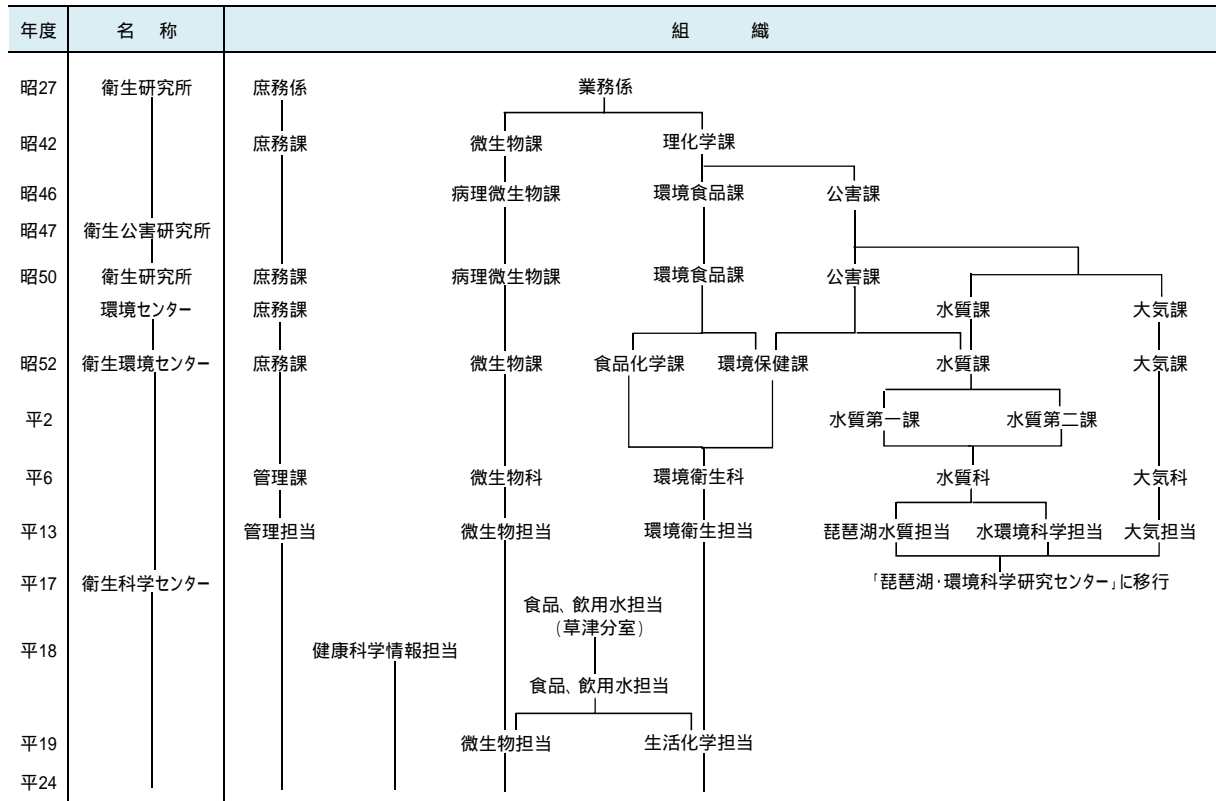 年度 名 称 組 織
昭27 衛生研究所 庶務係 業務係
昭42 庶務課 微生物課 理化学課
昭46 病理微生物課 環境食品課 公害課
昭47 衛生公害研究所
昭50 衛生研究所 庶務課 病理微生物課 環境食品課 公害課
環境センター 庶務課 水質課 大気課
昭52 衛生環境センター 庶務課 微生物課 食品化学課 環境保健課 水質課 大気課
平2 水質第一課 水質第二課
平6 管理課 微生物科 環境衛生科 水質科 大気科
平13 管理担当 微生物担当 環境衛生担当 琵琶湖水質担当 水環境科学担当 大気担当
平17 衛生科学センター 「琵琶湖・環境科学研究センター」に移行
食品、飲用水担当
(草津分室)
平18 健康科学情報担当
食品、飲用水担当
平19 微生物担当 生活化学担当
平24